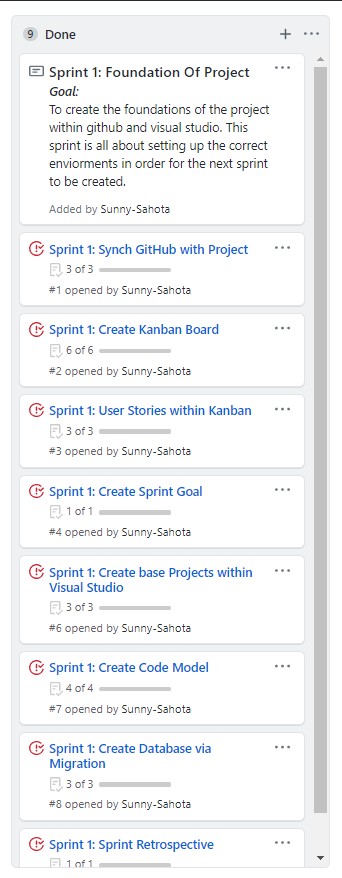 9 Done
Sprint 1: Foundation Of Project
Goal:
To create the foundations of the project
within github and visual studio. This
sprint is all about setting up the correct
enviorments in order for the next sprint
to be created.
Added by Sunny-Sahota
Sprint 1: Synch GitHub with Project
3 of 3
#1 opened by Sunny-Sahota
Sprint 1: Create Kanban Board
6 of 6
#2 opened by Sunny-Sahota
Sprint 1: User Stories within Kanban
3 of 3
#3 opened by Sunny-Sahota
Sprint 1: Create Sprint Goal
1 of 1
#4 opened by Sunny-Sahota
Sprint 1: Create base Projects within
Visual Studio
3 of 3
#6 opened by Sunny-Sahota
Sprint 1: Create Code Model
4 of 4
#7 opened by Sunny-Sahota
Sprint 1: Create Database via
Migration
3 of 3
#8 opened by Sunny-Sahota
Sprint 1: Sprint Retrospective
1 of 1